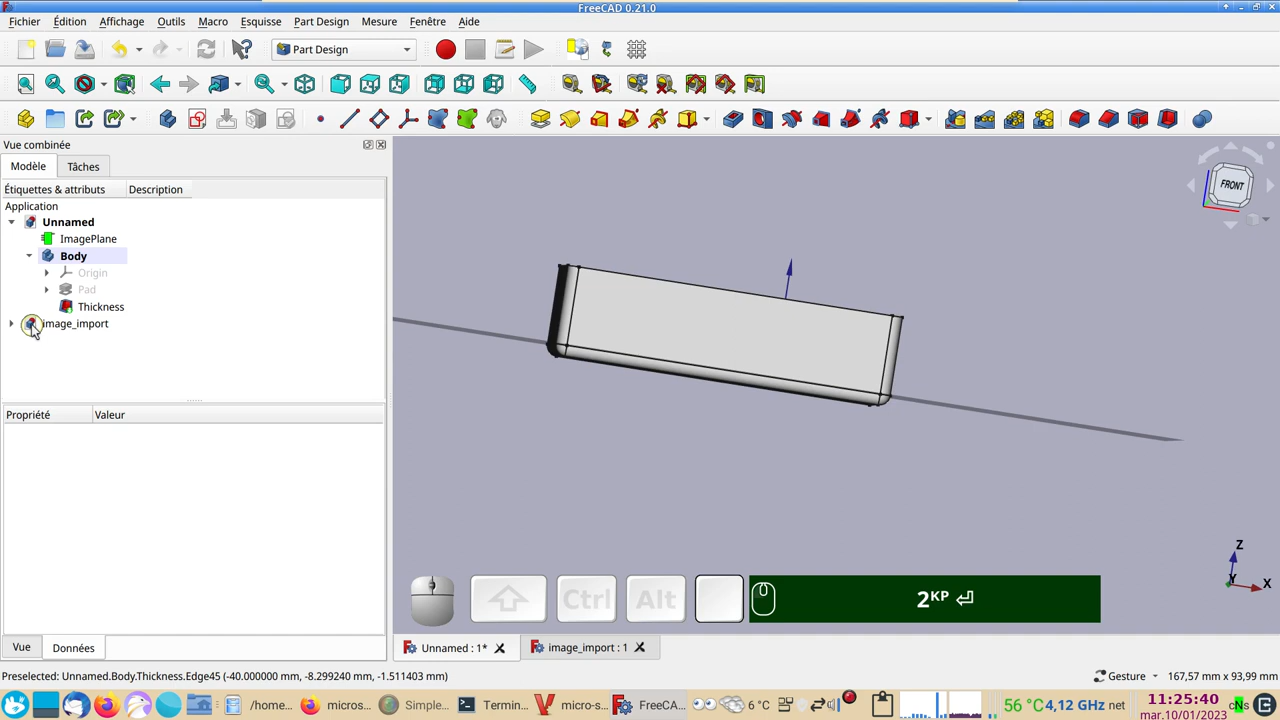 FreeCAD 0.21.0
Fichier Édition Affichage Outils Macro Esquisse Part Design Mesure Fenêtre Aide
Part Design
Vue combinée
Modèle Tâches
Étiquettes & attributs Description
Application
Unnamed
ImagePlane
Body
Origin
Pad
Thickness
image_import
Propriété Valeur
FRONT
Z
Y
X
Ctrl Alt 2KP ⏎
Vue Données
Unnamed : 1* image_import : 1
Preselected: Unnamed.Body.Thickness.Edge45 (-40.000000 mm, -8.299240 mm, -1.511403 mm) Gesture 167,57 mm x 93,99 mm
/home... micros... Simple... Termin... micro-s... FreeCA... 6 °C 56 °C 4,12 GHz net 11:25:40 cNs
mar.10/01/2023